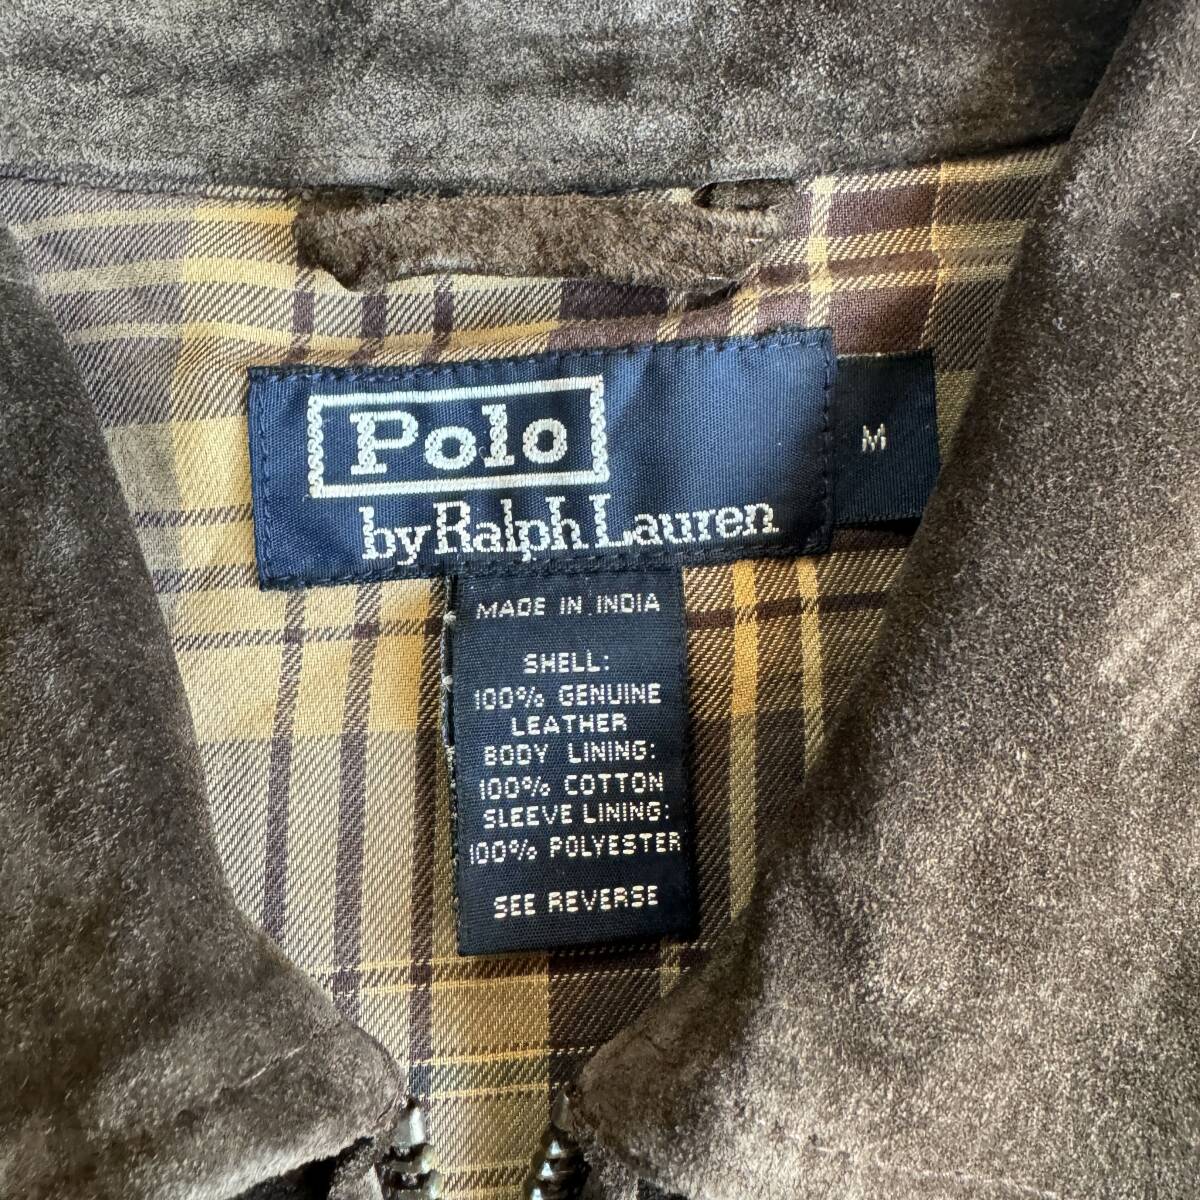 Polo
by Ralph Lauren
M
MADE IN INDIA
SHELL:
100% GENUINE
LEATHER
BODY LINING:
100% COTTON
SLEEVE LINING:
100% POLYESTER
SEE REVERSE